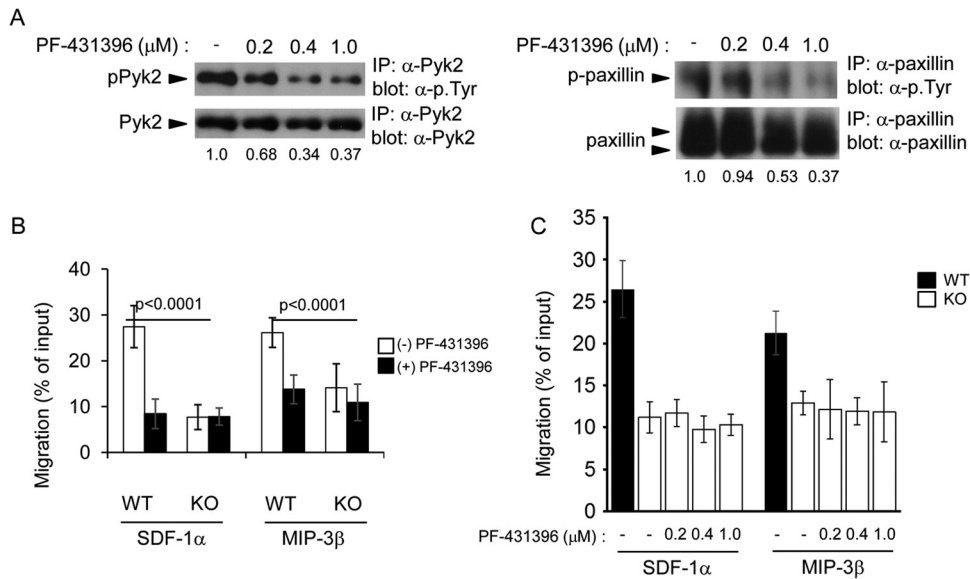 A
PF-431396 (µM) : - 0.2 0.4 1.0
pPyk2
IP: α-Pyk2
blot: α-p.Tyr
Pyk2
IP: α-Pyk2
blot: α-Pyk2
1.0 0.68 0.34 0.37
PF-431396 (µM) : - 0.2 0.4 1.0
p-paxillin
IP: α-paxillin
blot: α-p.Tyr
paxillin
IP: α-paxillin
blot: α-paxillin
1.0 0.94 0.53 0.37
B
Migration (% of input)
40
30
20
10
0
p<0.0001 p<0.0001
(-) PF-431396
(+) PF-431396
WT KO WT KO
SDF-1α MIP-3β
C
Migration (% of input)
35
30
25
20
15
10
5
0
WT
KO
PF-431396 (µM) : - - 0.2 0.4 1.0 - - 0.2 0.4 1.0
SDF-1α MIP-3β